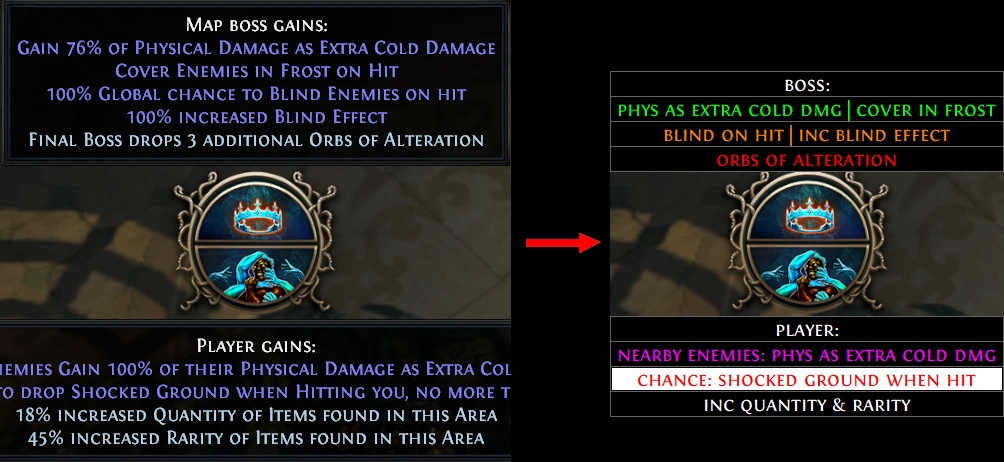 Map boss gains:
Gain 76% of Physical Damage as Extra Cold Damage
Cover Enemies in Frost on Hit
100% Global chance to Blind Enemies on hit
100% increased Blind Effect
Final Boss drops 3 additional Orbs of Alteration
Player gains:
nemies Gain 100% of their Physical Damage as Extra Col
to drop Shocked Ground when Hitting you, no more t
18% increased Quantity of Items found in this Area
45% increased Rarity of Items found in this Area
BOSS:
PHYS AS EXTRA COLD DMG | COVER IN FROST
BLIND ON HIT | INC BLIND EFFECT
ORBS OF ALTERATION
PLAYER:
NEARBY ENEMIES: PHYS AS EXTRA COLD DMG
CHANCE: SHOCKED GROUND WHEN HIT
INC QUANTITY & RARITY